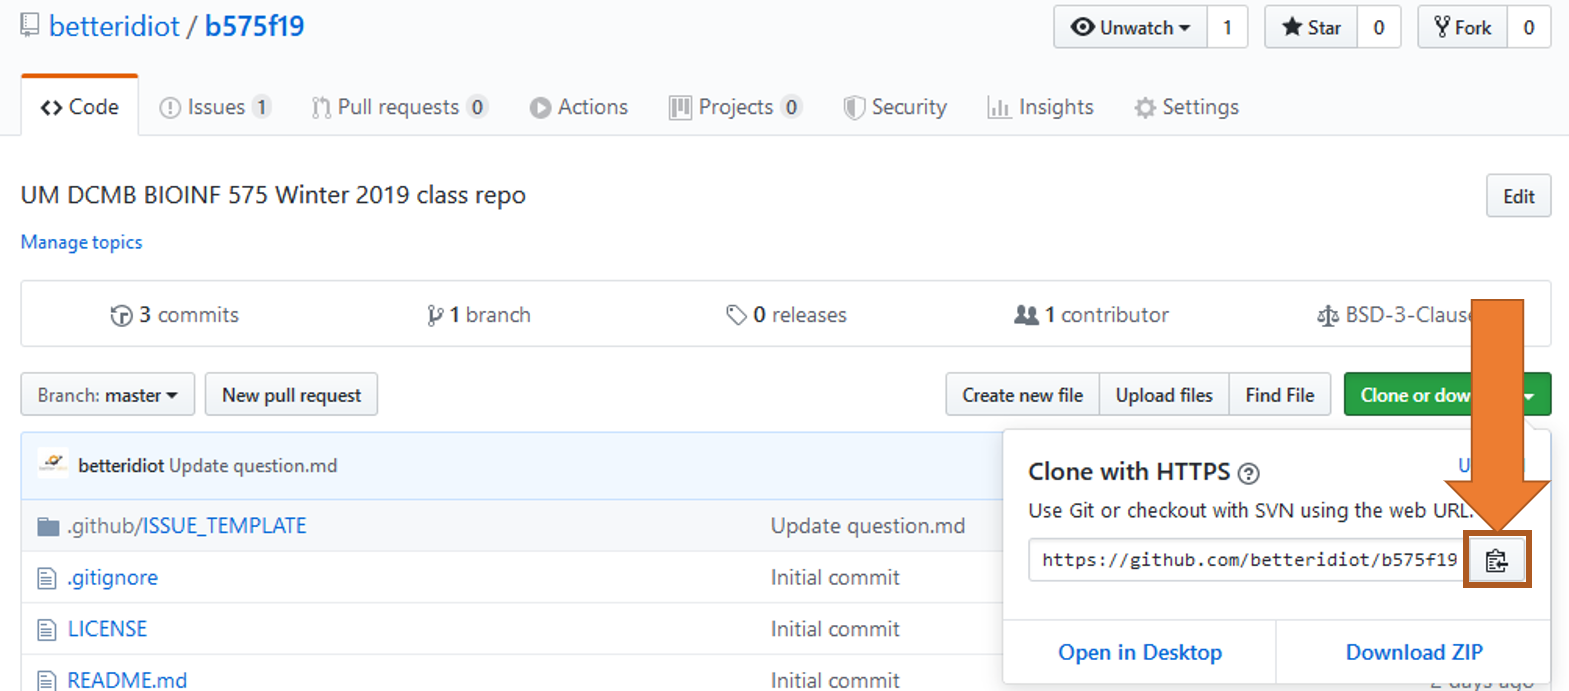 betteridiot / b575f19
Unwatch 1 Star 0 Fork 0
Code Issues 1 Pull requests 0 Actions Projects 0 Security Insights Settings
UM DCMB BIOINF 575 Winter 2019 class repo
Edit
Manage topics
3 commits 1 branch 0 releases 1 contributor BSD-3-Clause
Branch: master New pull request Create new file Upload files Find File Clone or dow
betteridiot Update question.md
Clone with HTTPS
Use Git or checkout with SVN using the web URL.
.github/ISSUE_TEMPLATE Update question.md
https://github.com/betteridiot/b575f19
.gitignore Initial commit
LICENSE Initial commit
Open in Desktop Download ZIP
README.md Initial commit 2 days ago